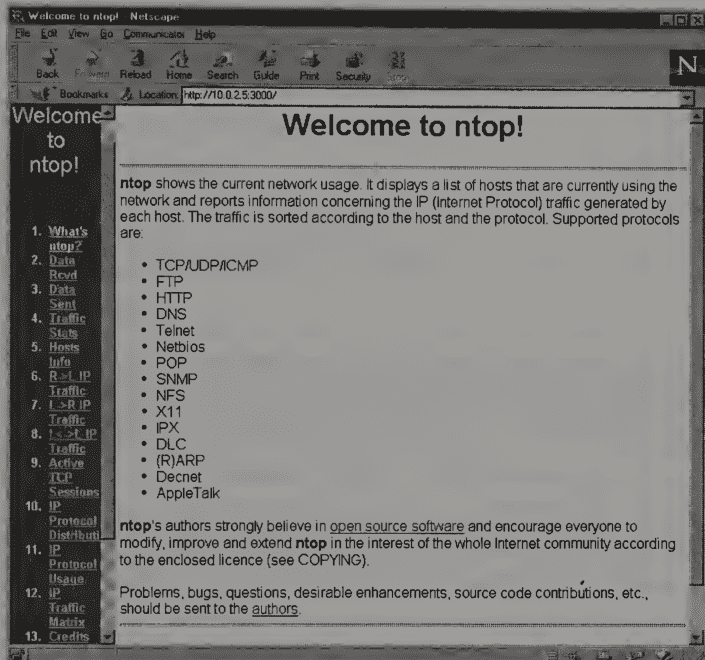 Welcome to ntop! Netscape
File Edit View Go Communicator Help
Back Forward Reload Home Search Guide Print Security Stop
N
Bookmarks Location: http://10.0.2.5:3000/
Welcome
to
ntop!
1. What's
ntop?
2. Data
Rcvd
3. Data
Sent
4. Traffic
Stats
5. Hosts
Info
6. R->L IP
Traffic
7. L->R IP
Traffic
8. L<->L IP
Traffic
9. Active
TCP
Sessions
10. IP
Protocol
Distributi
11. IP
Protocol
Usage
12. IP
Traffic
Matrix
13. Credits
Welcome to ntop!
ntop shows the current network usage. It displays a list of hosts that are currently using the
network and reports information concerning the IP (Internet Protocol) traffic generated by
each host. The traffic is sorted according to the host and the protocol. Supported protocols
are:
• TCP/UDP/ICMP
• FTP
• HTTP
• DNS
• Telnet
• Netbios
• POP
• SNMP
• NFS
• X11
• IPX
• DLC
• (R)ARP
• Decnet
• AppleTalk
ntop's authors strongly believe in open source software and encourage everyone to
modify, improve and extend ntop in the interest of the whole Internet community according
to the enclosed licence (see COPYING).
Problems, bugs, questions, desirable enhancements, source code contributions, etc.,
should be sent to the authors.